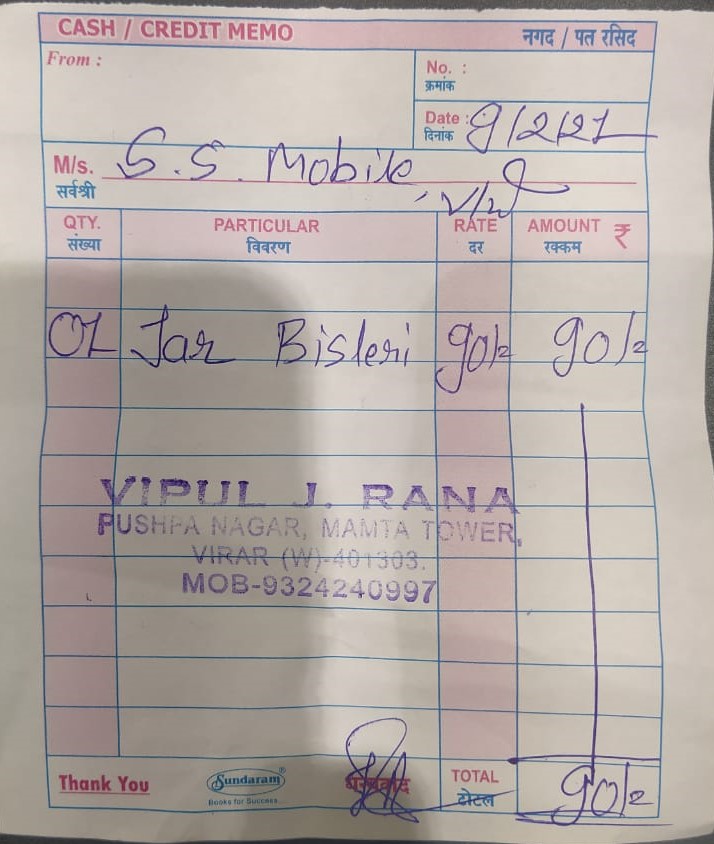 CASH / CREDIT MEMO नगद / पत रसिद
From :
No. :
क्रमांक
Date : 9/2/21
दिनांक
M/s. S.S. Mobile
सर्वश्री
QTY. PARTICULAR RATE AMOUNT ₹
संख्या विवरण दर रक्कम
01 Jar Bisleri 90/- 90/-
VIPUL J. RANA
PUSHPA NAGAR, MAMTA TOWER,
VIRAR (W)-401303.
MOB-9324240997
Thank You Sundaram® धन्यवाद TOTAL 90/-
Books for Success... टोटल